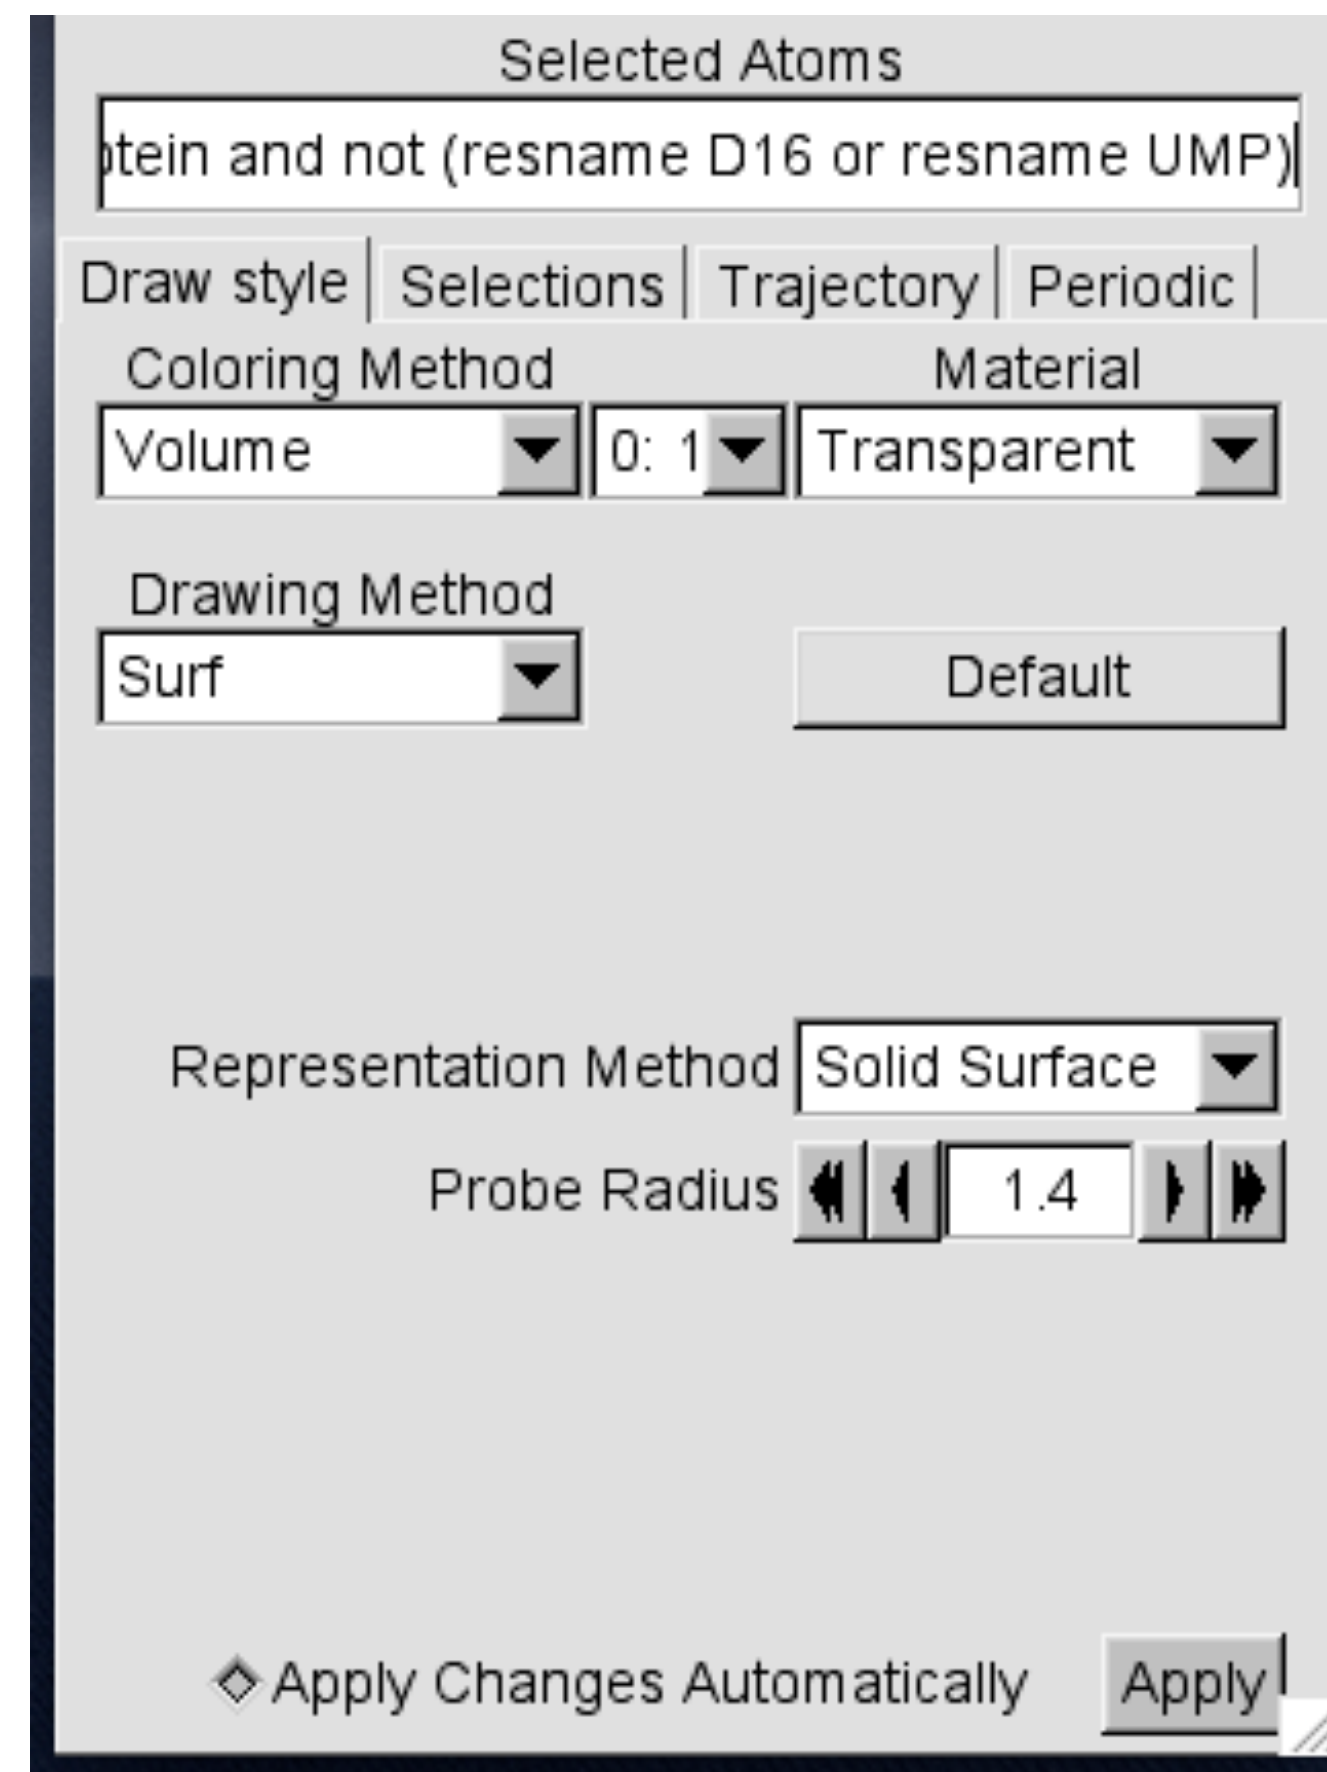 Selected Atoms
otein and not (resname D16 or resname UMP)
Draw style Selections Trajectory Periodic
Coloring Method Material
Volume 0: 1 Transparent
Drawing Method
Surf Default
Representation Method Solid Surface
Probe Radius 1.4
Apply Changes Automatically Apply